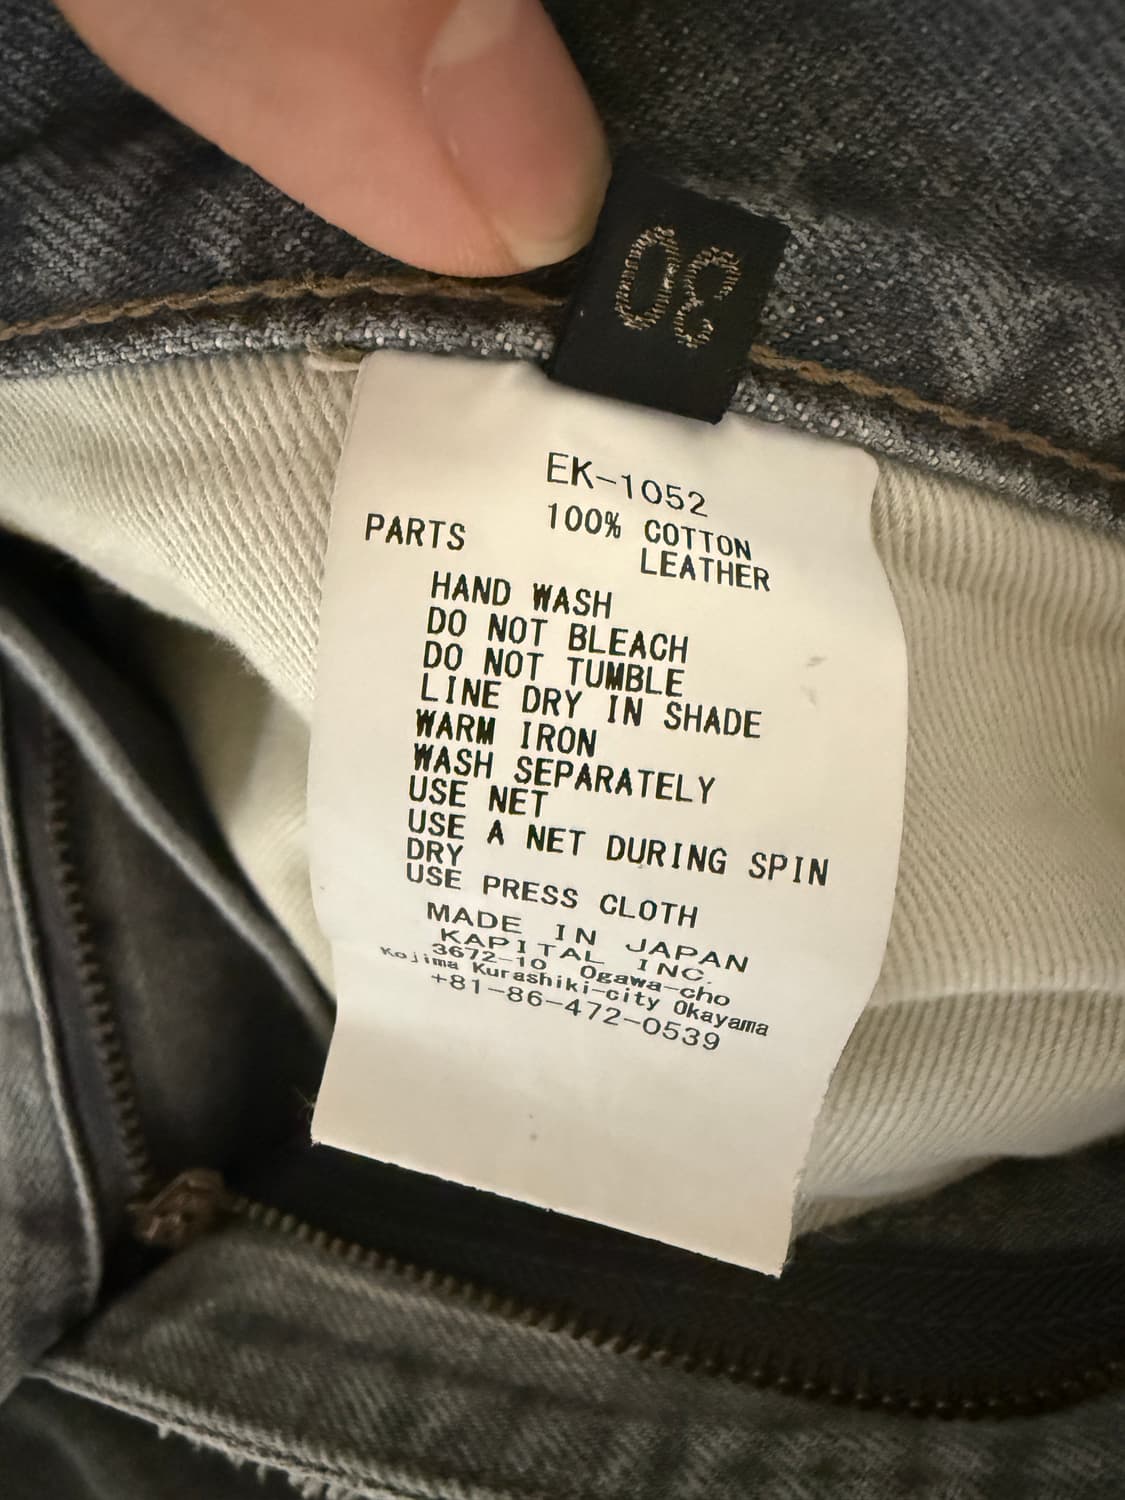 30
EK-1052
100% COTTON
PARTS LEATHER
HAND WASH
DO NOT BLEACH
DO NOT TUMBLE
LINE DRY IN SHADE
WARM IRON
WASH SEPARATELY
USE NET
USE A NET DURING SPIN
DRY
USE PRESS CLOTH
MADE IN JAPAN
KAPITAL INC.
3672-10 Ogawa-cho
Kojima Kurashiki-city Okayama
+81-86-472-0539